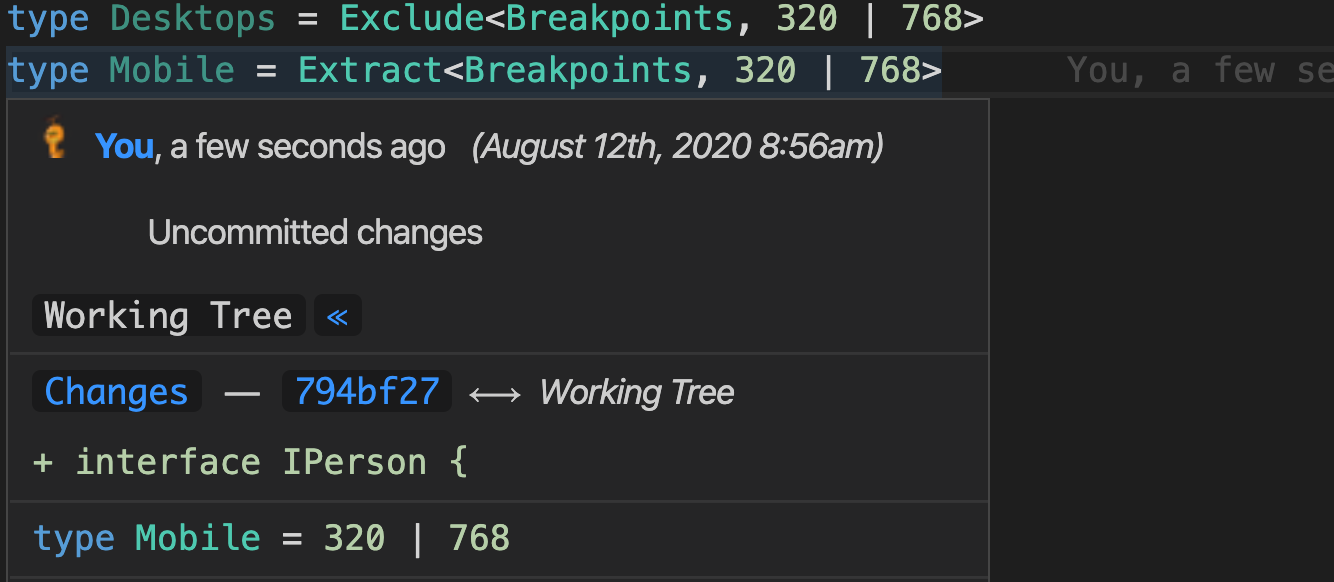 type Desktops = Exclude<Breakpoints, 320 | 768>
type Mobile = Extract<Breakpoints, 320 | 768> You, a few se
You, a few seconds ago (August 12th, 2020 8:56am)
Uncommitted changes
Working Tree «
Changes — 794bf27 ⟷ Working Tree
+ interface IPerson {
type Mobile = 320 | 768